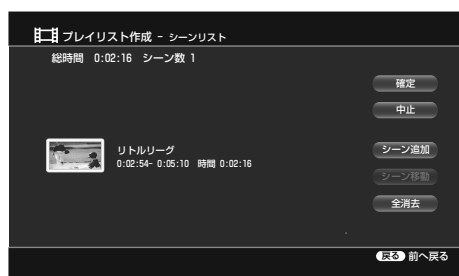 プレイリスト作成 - シーンリスト
総時間 0:02:16 シーン数 1
確定
中止
リトルリーグ
0:02:54- 0:05:10 時間 0:02:16
シーン追加
シーン移動
全消去
戻る 前へ戻る